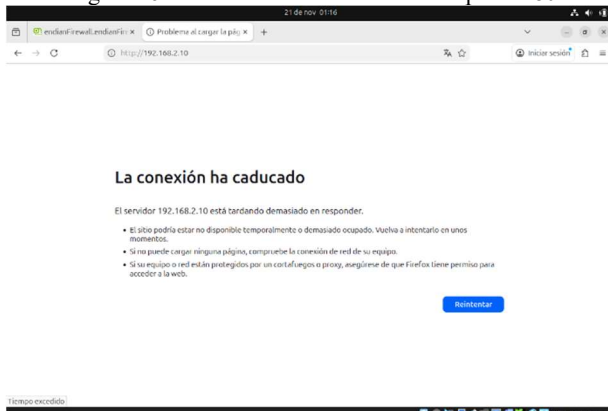 21 de nov 01:16
endianFirewall.endianFire
Problema al cargar la pág
http://192.168.2.10
Iniciar sesión
La conexión ha caducado
El servidor 192.168.2.10 está tardando demasiado en responder.
• El sitio podría estar no disponible temporalmente o demasiado ocupado. Vuelva a intentarlo en unos
momentos.
• Si no puede cargar ninguna página, compruebe la conexión de red de su equipo.
• Si su equipo o red están protegidos por un cortafuegos o proxy, asegúrese de que Firefox tiene permiso para
acceder a la web.
Reintentar
Tiempo excedido